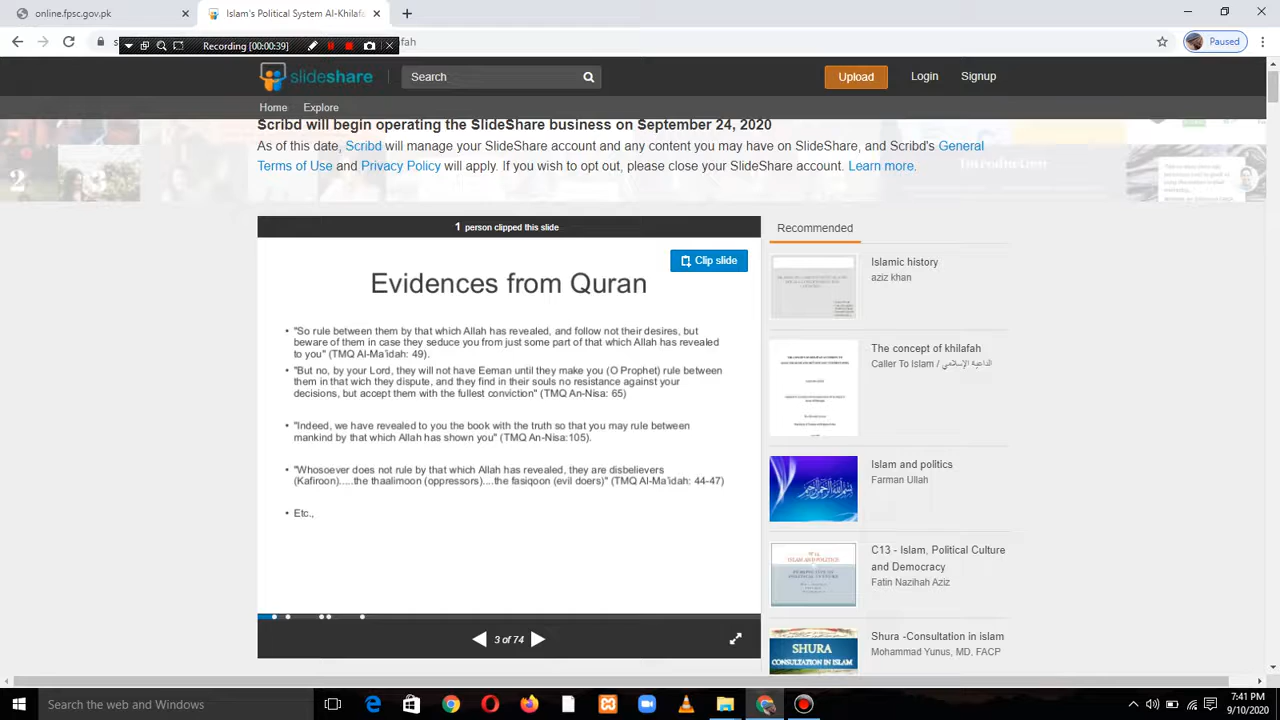 online.fpsc.gov.pk
Islam's Political System Al-Khilafa
Recording [00:00:39]
fah
Paused
slideshare
Search
Upload
Login
Signup
Home
Explore
Scribd will begin operating the SlideShare business on September 24, 2020
As of this date, Scribd will manage your SlideShare account and any content you may have on SlideShare, and Scribd's General
Terms of Use and Privacy Policy will apply. If you wish to opt out, please close your SlideShare account. Learn more.
1 person clipped this slide
Clip slide
Evidences from Quran
• "So rule between them by that which Allah has revealed, and follow not their desires, but
beware of them in case they seduce you from just some part of that which Allah has revealed
to you" (TMQ Al-Ma'idah: 49).
• "But no, by your Lord, they will not have Eeman until they make you (O Prophet) rule between
them in that wich they dispute, and they find in their souls no resistance against your
decisions, but accept them with the fullest conviction" (TMQ An-Nisa: 65)
• "Indeed, we have revealed to you the book with the truth so that you may rule between
mankind by that which Allah has shown you" (TMQ An-Nisa:105).
• "Whosoever does not rule by that which Allah has revealed, they are disbelievers
(Kafiroon).....the thaalimoon (oppressors)....the fasiqoon (evil doers)" (TMQ Al-Ma'idah: 44-47)
• Etc.,
3 of 74
Recommended
Islamic history
aziz khan
The concept of khilafah
Caller To Islam / الداعية الإسلامي
Islam and politics
Farman Ullah
C13 - Islam, Political Culture
and Democracy
Fatin Nazihah Aziz
SHURA
CONSULTATION IN ISLAM
Shura -Consultation in islam
Mohammad Yunus, MD, FACP
Search the web and Windows
7:41 PM
9/10/2020